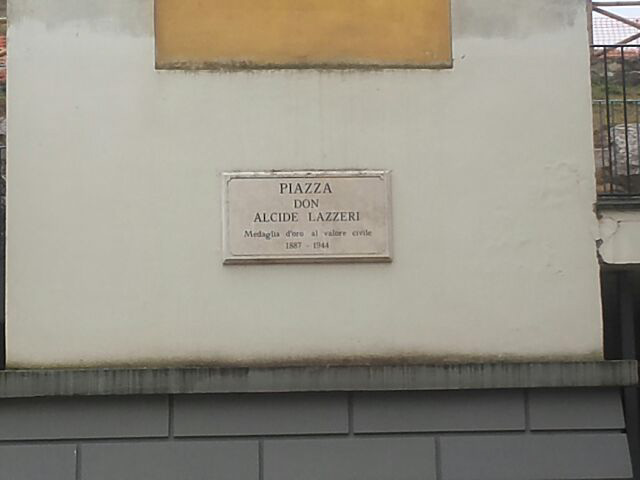 PIAZZA
DON
ALCIDE LAZZERI
Medaglia d'oro al valore civile
1887 - 1944